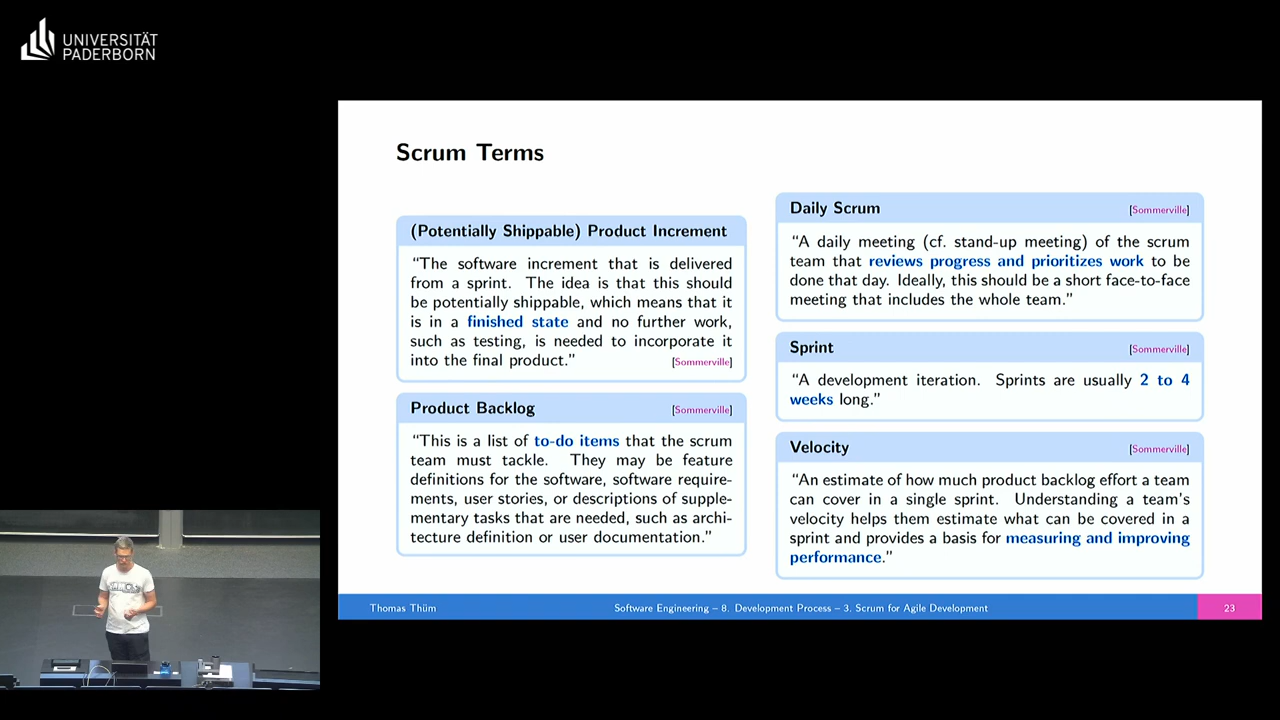 UNIVERSITÄT
PADERBORN
Scrum Terms
(Potentially Shippable) Product Increment
“The software increment that is delivered
from a sprint. The idea is that this should
be potentially shippable, which means that it
is in a finished state and no further work,
such as testing, is needed to incorporate it
into the final product.” [Sommerville]
Product Backlog [Sommerville]
“This is a list of to-do items that the scrum
team must tackle. They may be feature
definitions for the software, software require-
ments, user stories, or descriptions of supple-
mentary tasks that are needed, such as archi-
tecture definition or user documentation.”
Daily Scrum [Sommerville]
“A daily meeting (cf. stand-up meeting) of the scrum
team that reviews progress and prioritizes work to be
done that day. Ideally, this should be a short face-to-face
meeting that includes the whole team.”
Sprint [Sommerville]
“A development iteration. Sprints are usually 2 to 4
weeks long.”
Velocity [Sommerville]
“An estimate of how much product backlog effort a team
can cover in a single sprint. Understanding a team's
velocity helps them estimate what can be covered in a
sprint and provides a basis for measuring and improving
performance.”
Thomas Thüm Software Engineering – 8. Development Process – 3. Scrum for Agile Development 23